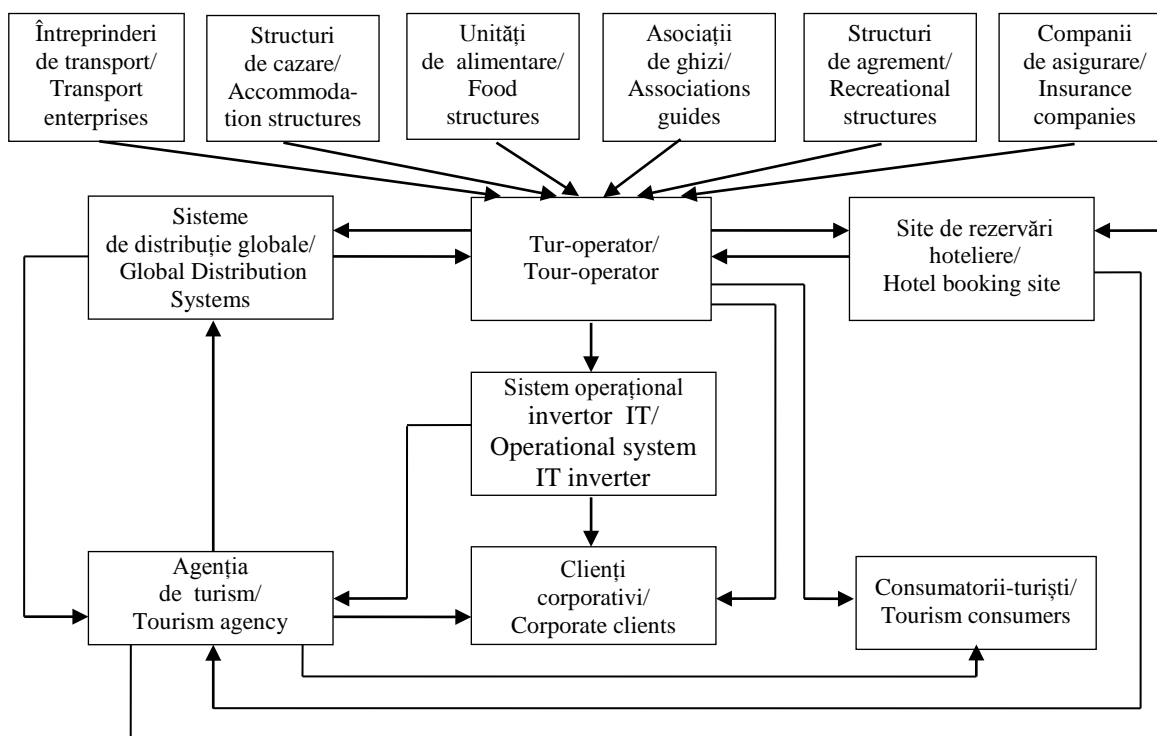 Întreprinderi
de transport/
Transport
enterprises
Structuri
de cazare/
Accommoda-
tion structures
Unități
de alimentare/
Food
structures
Asociații
de ghizi/
Associations
guides
Structuri
de agrement/
Recreational
structures
Companii
de asigurare/
Insurance
companies
Sisteme
de distribuție globale/
Global Distribution
Systems
Tur-operator/
Tour-operator
Site de rezervări
hoteliere/
Hotel booking site
Sistem operațional
invertor IT/
Operational system
IT inverter
Agenția
de turism/
Tourism agency
Clienți
corporativi/
Corporate clients
Consumatorii-turiști/
Tourism consumers